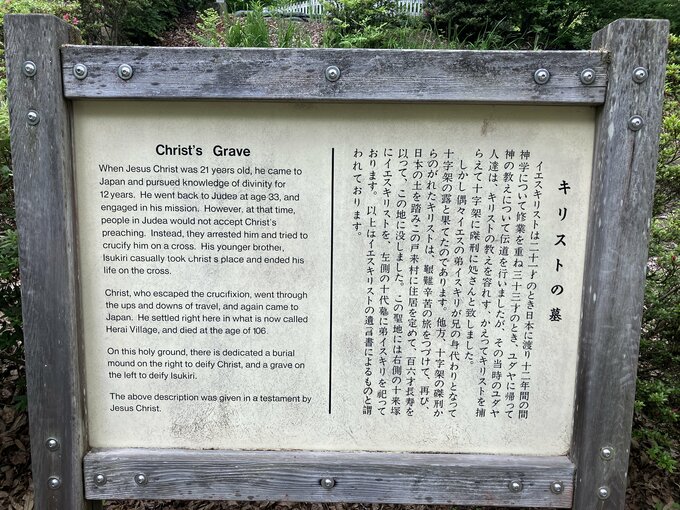 Christ's Grave
When Jesus Christ was 21 years old, he came to
Japan and pursued knowledge of divinity for
12 years. He went back to Judea at age 33, and
engaged in his mission. However, at that time,
people in Judea would not accept Christ's
preaching. Instead, they arrested him and tried to
crucify him on a cross. His younger brother,
Isukiri casually took christ's place and ended his
life on the cross.
Christ, who escaped the crucifixion, went through
the ups and downs of travel, and again came to
Japan. He settled right here in what is now called
Herai Village, and died at the age of 106.
On this holy ground, there is dedicated a burial
mound on the right to deify Christ, and a grave on
the left to deify Isukiri.
The above description was given in a testament by
Jesus Christ.
キリストの墓
イエスキリストは二十一才のとき日本に渡り十二年間の間
神学について修業を重ね三十三才のとき、ユダヤに帰って
神の教えについて伝道を行いましたが、その当時のユダヤ
人達は、キリストの教えを容れず、かえってキリストを捕
らえて十字架に磔刑に処さんと致しました。
しかし偶々イエスの弟イスキリが兄の身代わりとなって
十字架の露と果てたのであります。他方、十字架の磔刑か
らのがれたキリストは、艱難辛苦の旅をつづけて、再び、
日本の土を踏みこの戸来村に住居を定めて、百六才長寿を
以って、この地に没しました。この聖地には右側の十来塚
にイエスキリストを、左側の十代墓に弟イスキリを祀って
おります。以上はイエスキリストの遺言書によるものと謂
われております。